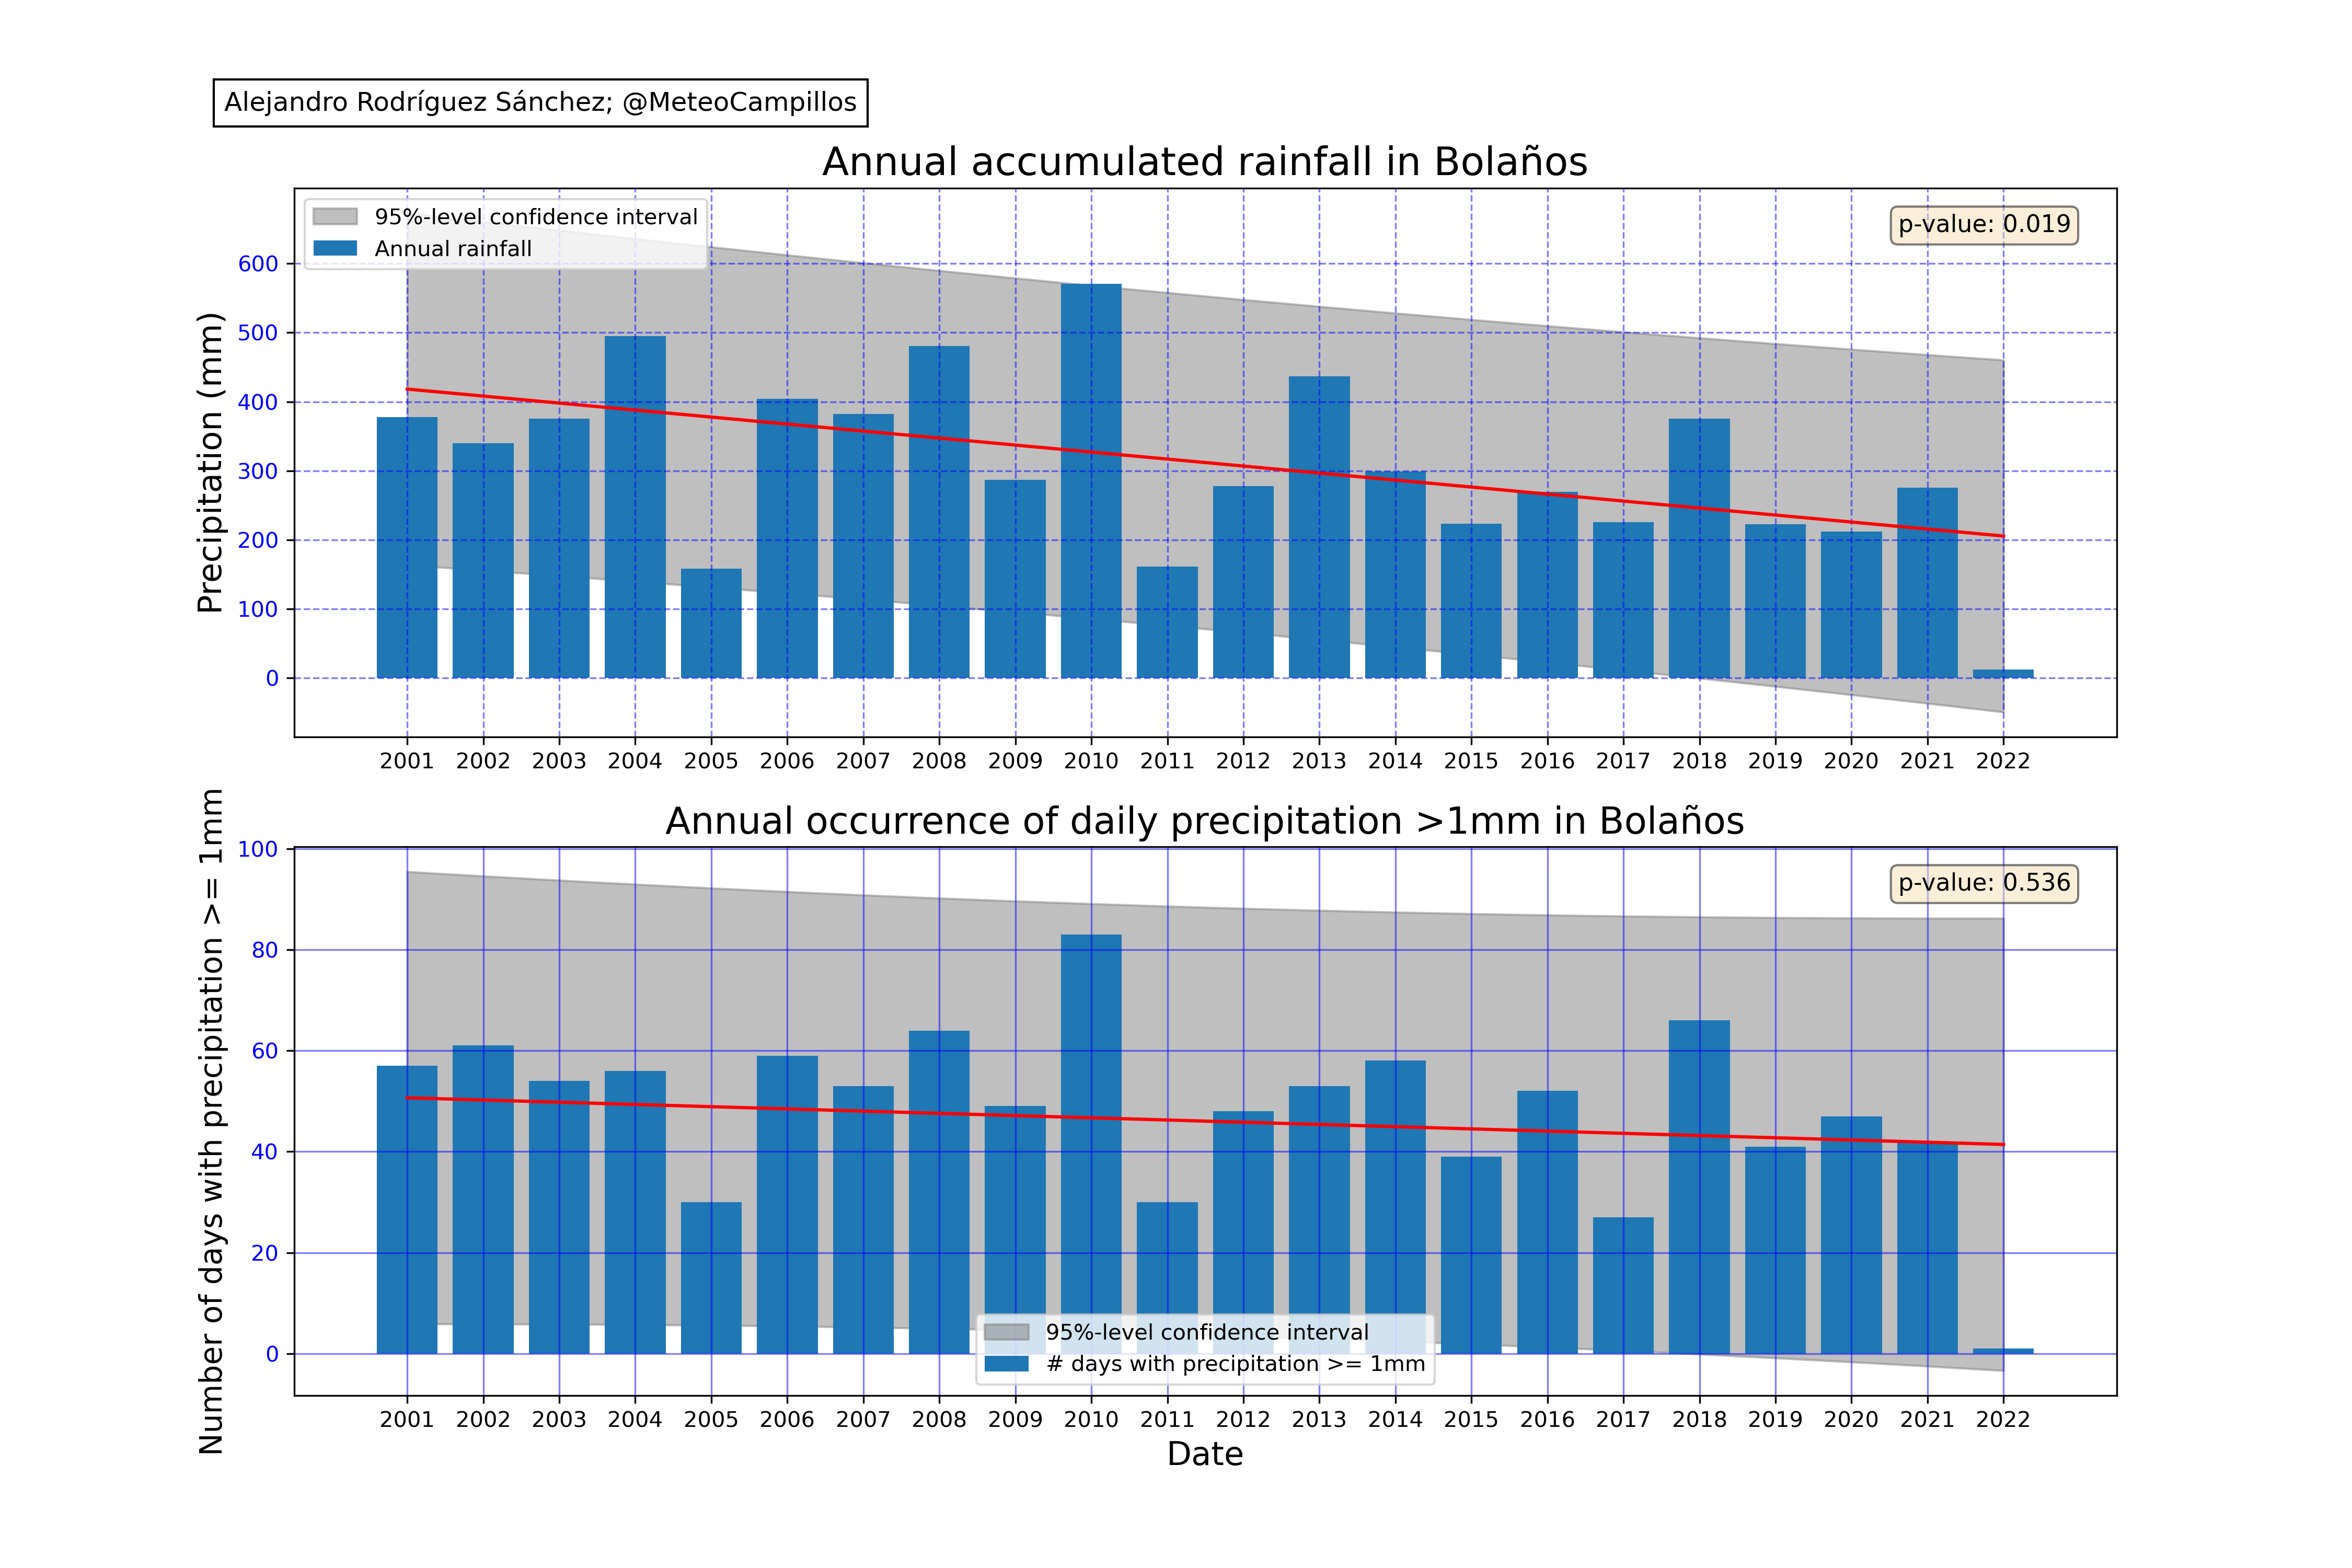 Alejandro Rodríguez Sánchez; @MeteoCampillos
Annual accumulated rainfall in Bolaños
95%-level confidence interval
Annual rainfall
p-value: 0.019
Precipitation (mm)
600
500
400
300
200
100
0
2001 2002 2003 2004 2005 2006 2007 2008 2009 2010 2011 2012 2013 2014 2015 2016 2017 2018 2019 2020 2021 2022
Annual occurrence of daily precipitation >1mm in Bolaños
p-value: 0.536
Number of days with precipitation >= 1mm
100
80
60
40
20
0
95%-level confidence interval
# days with precipitation >= 1mm
2001 2002 2003 2004 2005 2006 2007 2008 2009 2010 2011 2012 2013 2014 2015 2016 2017 2018 2019 2020 2021 2022
Date